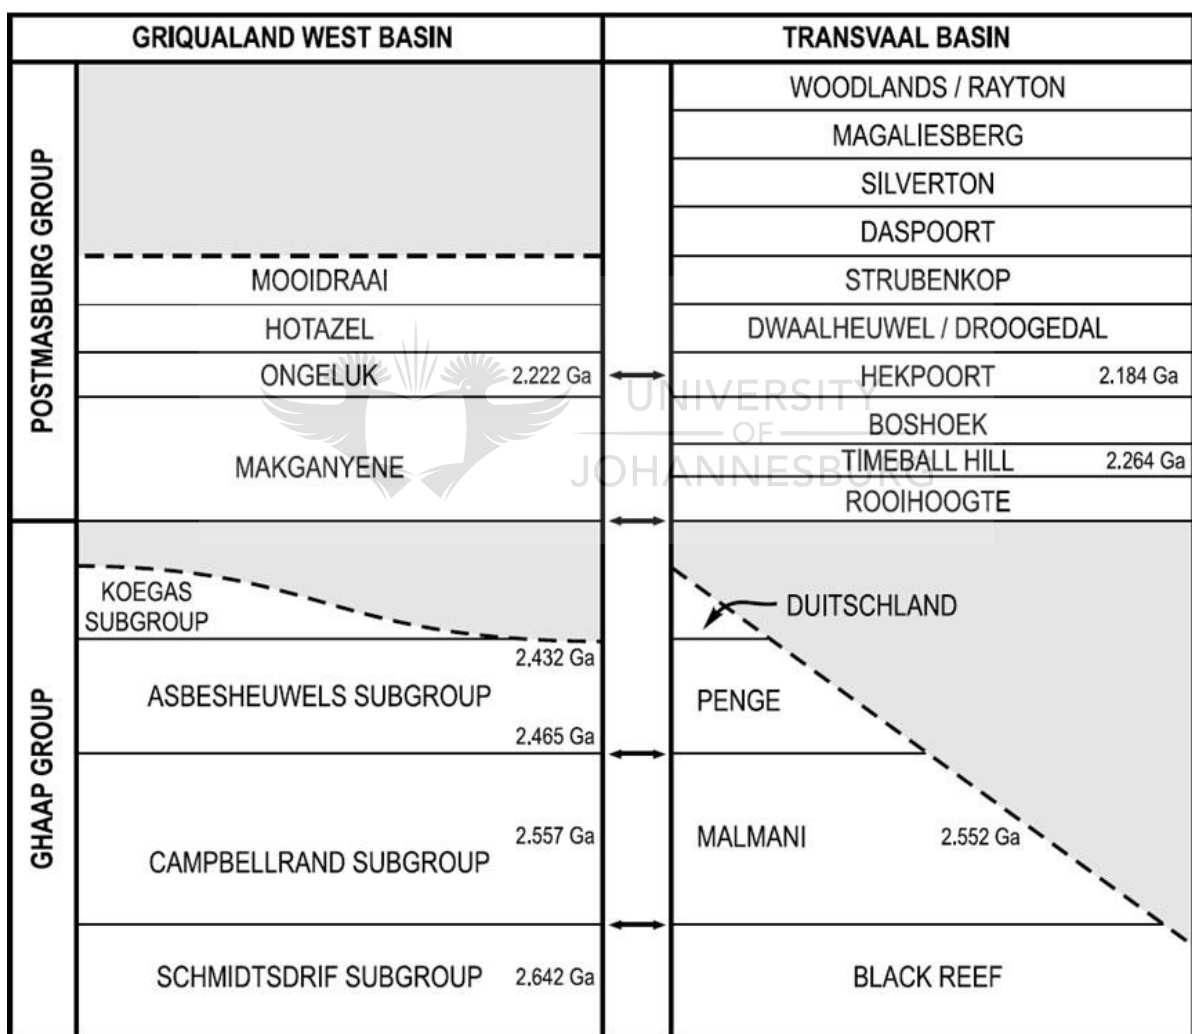 GRIQUALAND WEST BASIN
TRANSVAAL BASIN
POSTMASBURG GROUP
MOOIDRAAI
HOTAZEL
ONGELUK 2.222 Ga
MAKGANYENE
WOODLANDS / RAYTON
MAGALIESBERG
SILVERTON
DASPOORT
STRUBENKOP
DWAALHEUWEL / DROOGEDAL
HEKPOORT 2.184 Ga
BOSHOEK
TIMEBALL HILL 2.264 Ga
ROOIHOOGTE
UNIVERSITY
OF
JOHANNESBURG
GHAAP GROUP
KOEGAS
SUBGROUP
2.432 Ga
ASBESHEUWELS SUBGROUP
2.465 Ga
2.557 Ga
CAMPBELLRAND SUBGROUP
SCHMIDTSDRIF SUBGROUP 2.642 Ga
DUITSCHLAND
PENGE
MALMANI 2.552 Ga
BLACK REEF